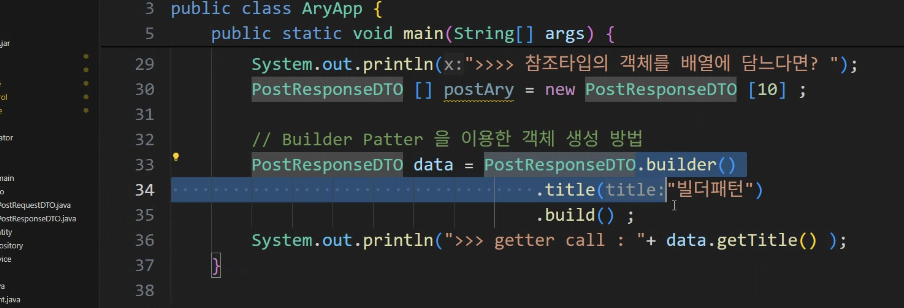 .jar
rol
ator
main
PostRequestDTO.java
PostResponseDTO.java
entity
pository
vice
nt.java
3 public class AryApp {
5 public static void main(String[] args) {
29 System.out.println(x:">>>> 참조타입의 객체를 배열에 담느다면? ");
30 PostResponseDTO [] postAry = new PostResponseDTO [10] ;
31
32 // Builder Patter 을 이용한 객체 생성 방법
33 PostResponseDTO data = PostResponseDTO.builder()
34 .title(title:"빌더패턴")
35 .build() ;
36 System.out.println(">>> getter call : "+ data.getTitle() );
37 }
38